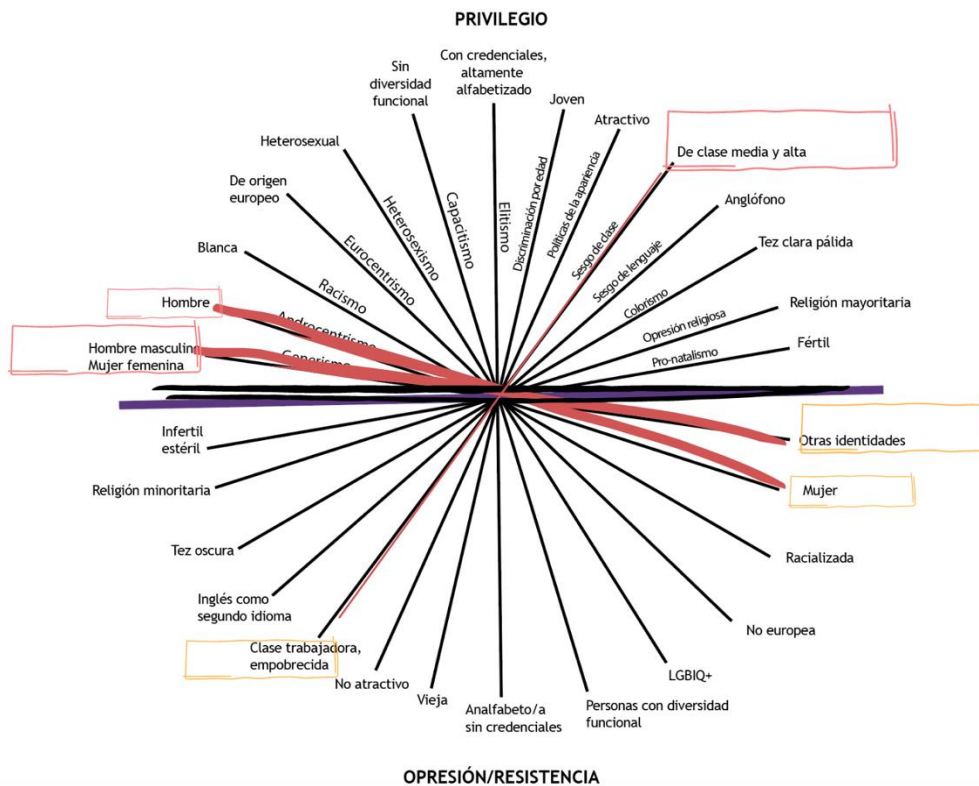 PRIVILEGIO
Con credenciales,
altamente
alfabetizado
Sin
diversidad
funcional
Joven
Atractivo
Heterosexual
De clase media y alta
De origen
europeo
Anglófono
Blanca
Tez clara pálida
Hombre
Religión mayoritaria
Hombre masculino
Mujer femenina
Fértil
Generismo
Androcentrismo
Racismo
Eurocentrismo
Heterosexismo
Capacitismo
Elitismo
Discriminación por edad
Políticas de la apariencia
Sesgo de clase
Sesgo de lenguaje
Colorismo
Opresión religiosa
Pro-natalismo
Infertil
estéril
Otras identidades
Religión minoritaria
Mujer
Tez oscura
Racializada
Inglés como
segundo idioma
No europea
Clase trabajadora,
empobrecida
LGBIQ+
No atractivo
Vieja
Analfabeto/a
sin credenciales
Personas con diversidad
funcional
OPRESIÓN/RESISTENCIA